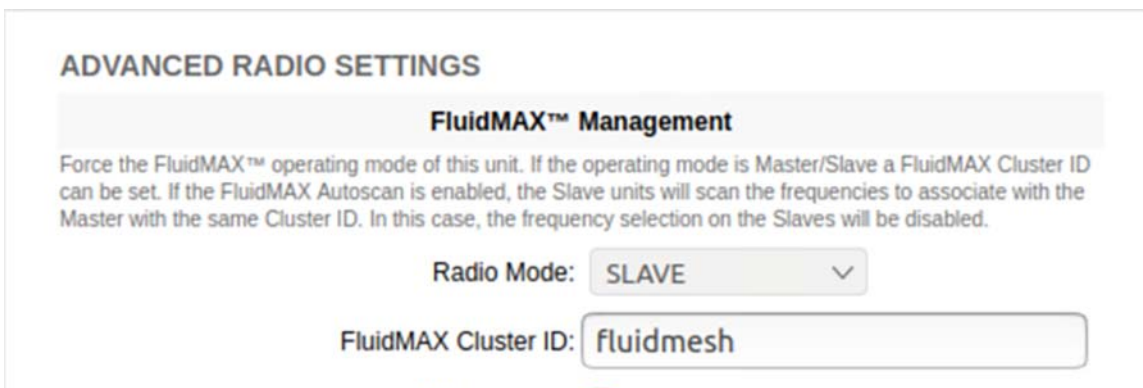 ADVANCED RADIO SETTINGS
FluidMAX™ Management
Force the FluidMAX™ operating mode of this unit. If the operating mode is Master/Slave a FluidMAX Cluster ID
can be set. If the FluidMAX Autoscan is enabled, the Slave units will scan the frequencies to associate with the
Master with the same Cluster ID. In this case, the frequency selection on the Slaves will be disabled.
Radio Mode: SLAVE
FluidMAX Cluster ID: fluidmesh